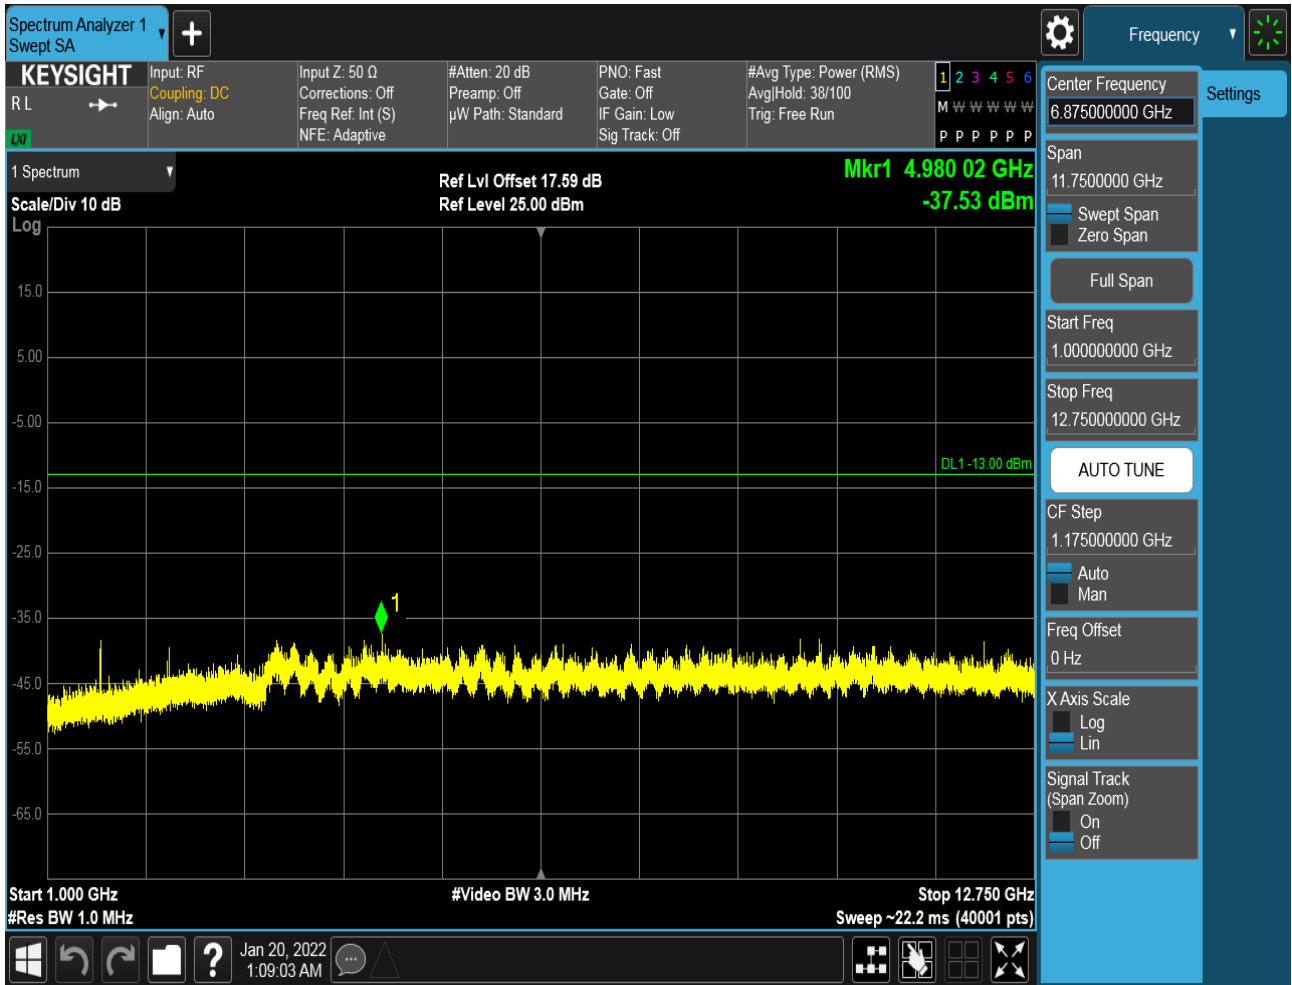 Spectrum Analyzer 1
Swept SA
Frequency
KEYSIGHT
R L
LXI
Input: RF
Coupling: DC
Align: Auto
Input Z: 50 Ω
Corrections: Off
Freq Ref: Int (S)
NFE: Adaptive
#Atten: 20 dB
Preamp: Off
µW Path: Standard
PNO: Fast
Gate: Off
IF Gain: Low
Sig Track: Off
#Avg Type: Power (RMS)
Avg|Hold: 38/100
Trig: Free Run
1 2 3 4 5 6
M W W W W W
P P P P P P
1 Spectrum
Scale/Div 10 dB
Log
Ref Lvl Offset 17.59 dB
Ref Level 25.00 dBm
Mkr1 4.980 02 GHz
-37.53 dBm
15.0
5.00
-5.00
-15.0
-25.0
-35.0
-45.0
-55.0
-65.0
DL1 -13.00 dBm
1
Start 1.000 GHz
#Res BW 1.0 MHz
#Video BW 3.0 MHz
Stop 12.750 GHz
Sweep ~22.2 ms (40001 pts)
?
Jan 20, 2022
1:09:03 AM
Center Frequency
6.875000000 GHz
Settings
Span
11.7500000 GHz
Swept Span
Zero Span
Full Span
Start Freq
1.000000000 GHz
Stop Freq
12.750000000 GHz
AUTO TUNE
CF Step
1.175000000 GHz
Auto
Man
Freq Offset
0 Hz
X Axis Scale
Log
Lin
Signal Track
(Span Zoom)
On
Off